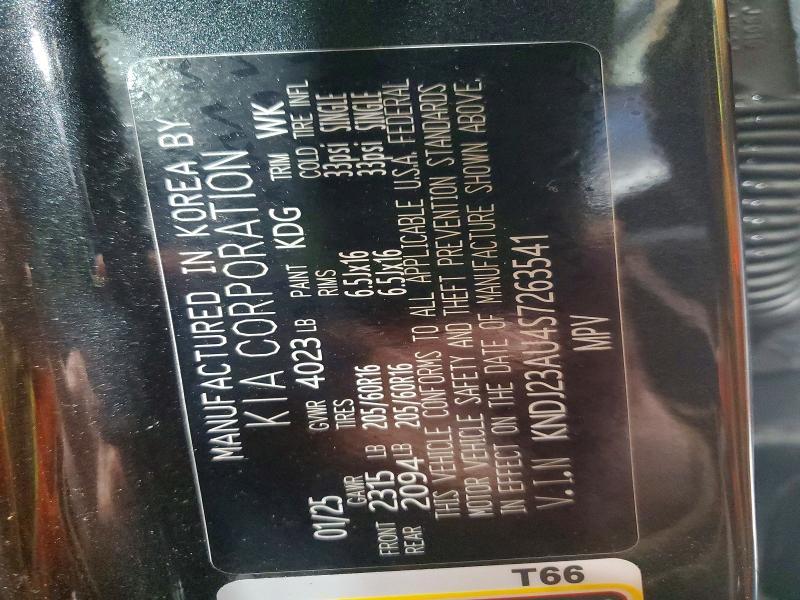 MANUFACTURED IN KOREA BY
KIA CORPORATION
01/25 GVWR 4023 LB PAINT KDG TRIM WK
GAWR TIRES RIMS COLD TIRE INFL
FRONT 2315 LB 205/60R16 6.5Jx16 33psi SINGLE
REAR 2094 LB 205/60R16 6.5Jx16 33psi SINGLE
THIS VEHICLE CONFORMS TO ALL APPLICABLE U.S.A. FEDERAL
MOTOR VEHICLE SAFETY AND THEFT PREVENTION STANDARDS
IN EFFECT ON THE DATE OF MANUFACTURE SHOWN ABOVE.
V.I.N KNDJ23AU4S7263541
MPV
T66